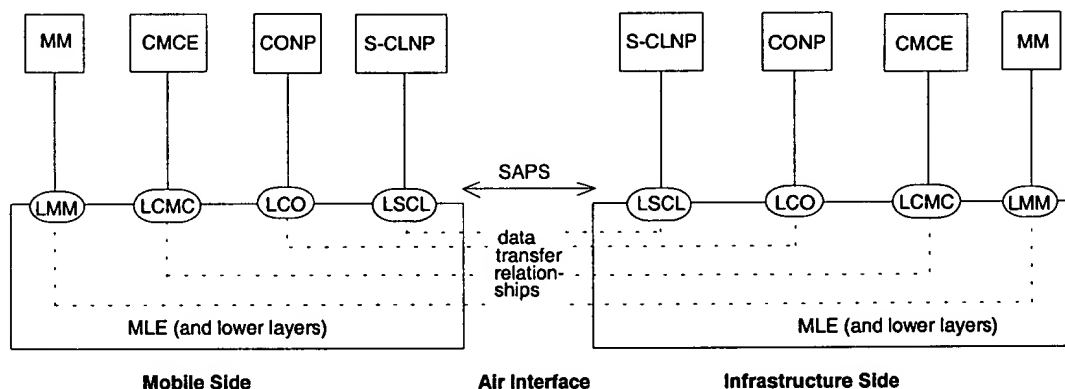 MM CMCE CONP S-CLNP S-CLNP CONP CMCE MM
SAPS
LMM LCMC LCO LSCL LSCL LCO LCMC LMM
data
transfer
relation-
ships
MLE (and lower layers) MLE (and lower layers)
Mobile Side Air Interface Infrastructure Side